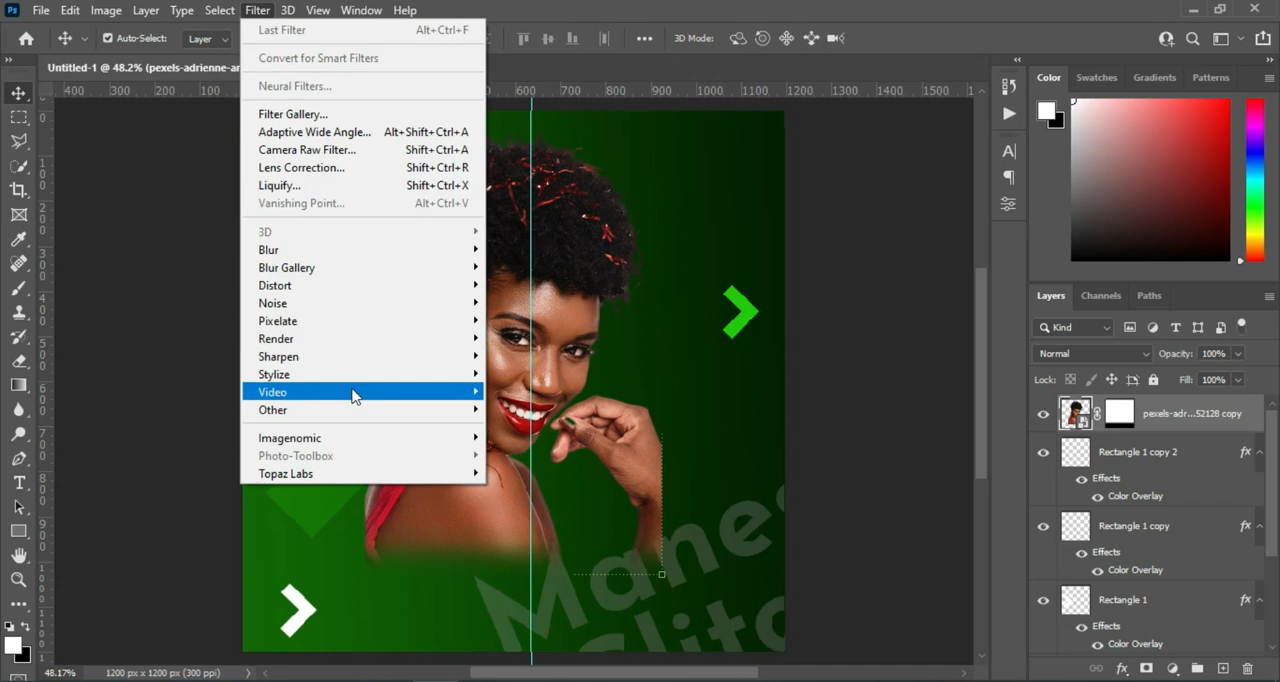 Ps File Edit Image Layer Type Select Filter 3D View Window Help
Auto-Select: Layer 3D Mode:
Untitled-1 @ 48.2% (pexels-adrienne-an
400 300 200 100 600 700 800 900 1000 1100 1200 1300 1400 1500
Last Filter Alt+Ctrl+F
Convert for Smart Filters
Neural Filters...
Filter Gallery...
Adaptive Wide Angle... Alt+Shift+Ctrl+A
Camera Raw Filter... Shift+Ctrl+A
Lens Correction... Shift+Ctrl+R
Liquify... Shift+Ctrl+X
Vanishing Point... Alt+Ctrl+V
3D
Blur
Blur Gallery
Distort
Noise
Pixelate
Render
Sharpen
Stylize
Video
Other
Imagenomic
Photo-Toolbox
Topaz Labs
Manes
Color Swatches Gradients Patterns
Layers Channels Paths
Kind
Normal Opacity: 100%
Lock: Fill: 100%
pexels-adr...52128 copy
Rectangle 1 copy 2 fx
Effects
Color Overlay
Rectangle 1 copy fx
Effects
Color Overlay
Rectangle 1 fx
Effects
Color Overlay
48.17% 1200 px x 1200 px (300 ppi)